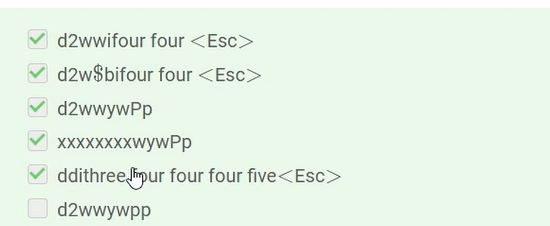 d2wwifour four <Esc>
d2w$bifour four <Esc>
d2wwywPp
xxxxxxxxwywPp
ddithree four four four five<Esc>
d2wwywpp